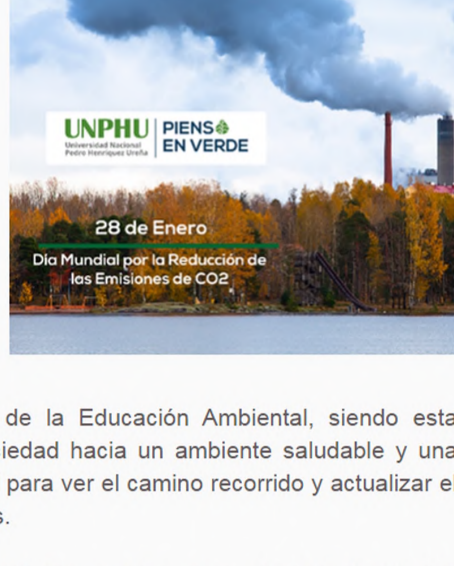 UNPHU
Universidad Nacional
Pedro Henríquez Ureña
PIENSO
EN VERDE
28 de Enero
Día Mundial por la Reducción de
las Emisiones de CO2
de la Educación Ambiental, siendo esta
iedad hacia un ambiente saludable y una
para ver el camino recorrido y actualizar el
s.